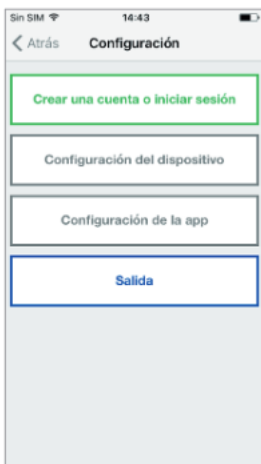 Sin SIM 14:43
Atrás Configuración
Crear una cuenta o iniciar sesión
Configuración del dispositivo
Configuración de la app
Salida